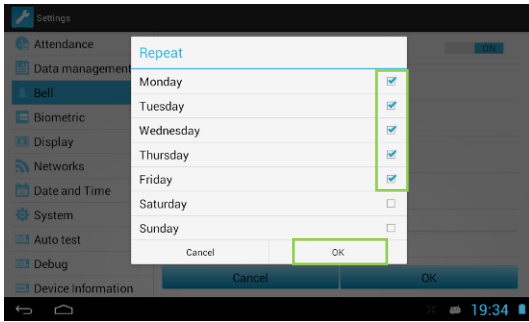 Settings
Attendance
ON
Data management
Bell
Biometric
Display
Networks
Date and Time
System
Auto test
Debug
Device Information
Repeat
Monday
Tuesday
Wednesday
Thursday
Friday
Saturday
Sunday
Cancel OK
Cancel OK
19:34